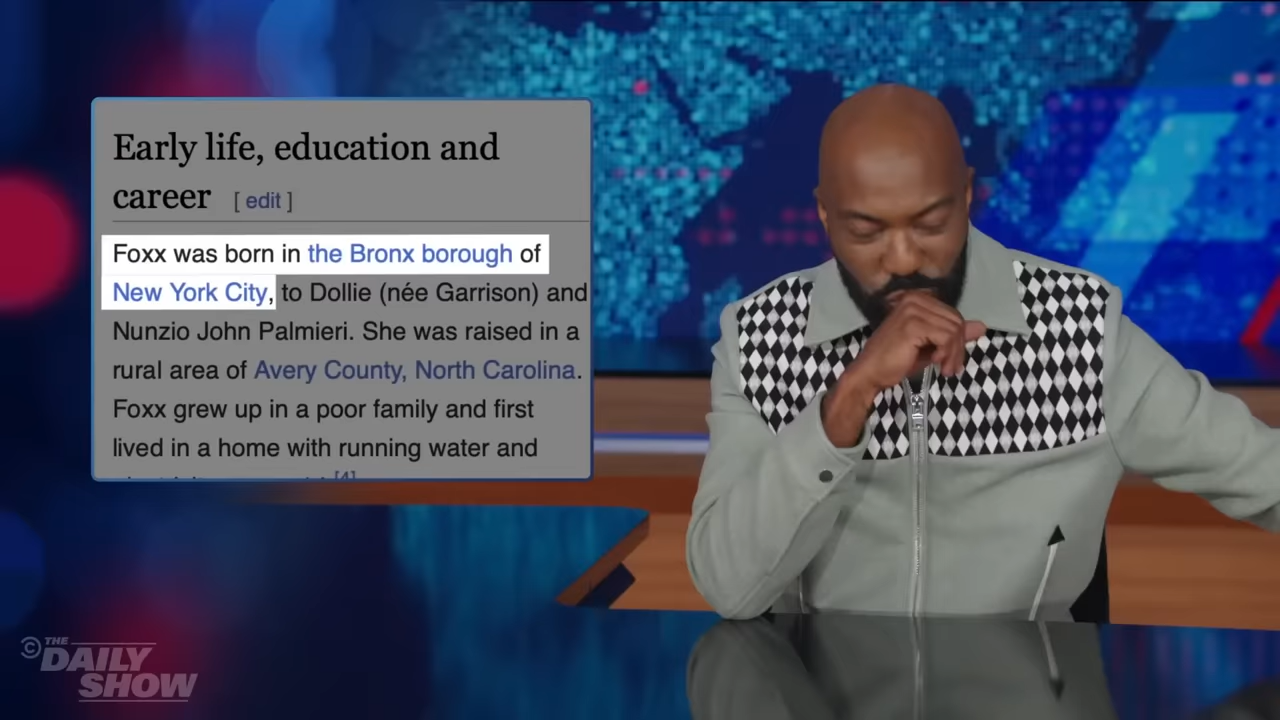 Early life, education and
career [ edit ]
Foxx was born in the Bronx borough of
New York City, to Dollie (née Garrison) and
Nunzio John Palmieri. She was raised in a
rural area of Avery County, North Carolina.
Foxx grew up in a poor family and first
lived in a home with running water and
[4]
© THE
DAILY
SHOW